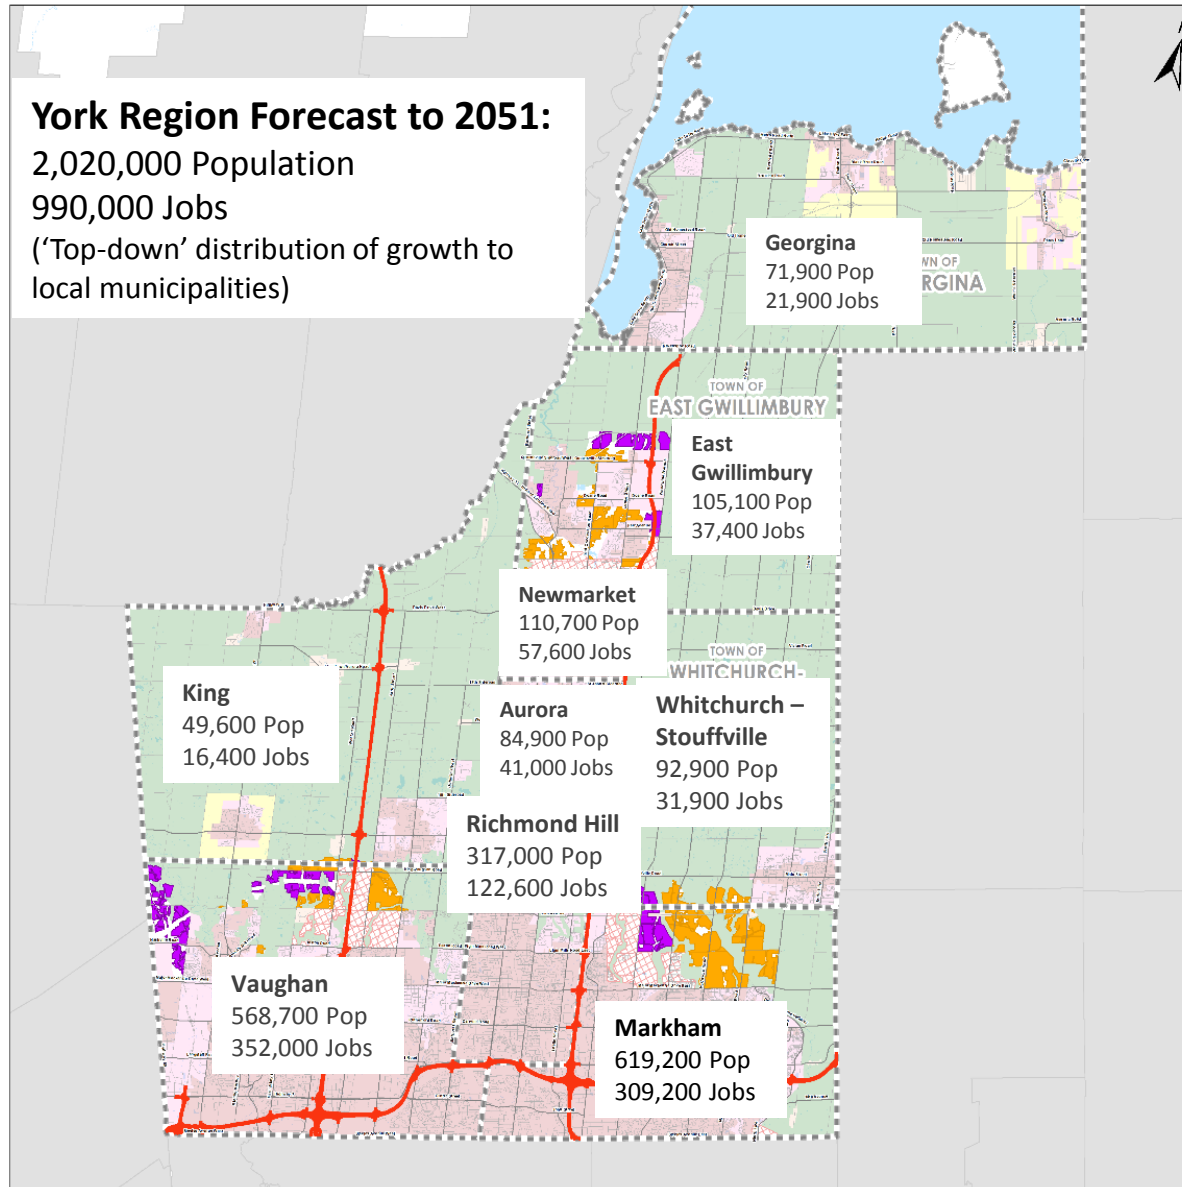 York Region Forecast to 2051:
2,020,000 Population
990,000 Jobs
(‘Top-down’ distribution of growth to
local municipalities)
Georgina
71,900 Pop
21,900 Jobs
WN OF
RGINA
TOWN OF
EAST GWILLIMBURY
East
Gwillimbury
105,100 Pop
37,400 Jobs
Newmarket
110,700 Pop
57,600 Jobs
TOWN OF
WHITCHURCH-
King
49,600 Pop
16,400 Jobs
Aurora
84,900 Pop
41,000 Jobs
Whitchurch –
Stouffville
92,900 Pop
31,900 Jobs
Richmond Hill
317,000 Pop
122,600 Jobs
Vaughan
568,700 Pop
352,000 Jobs
Markham
619,200 Pop
309,200 Jobs